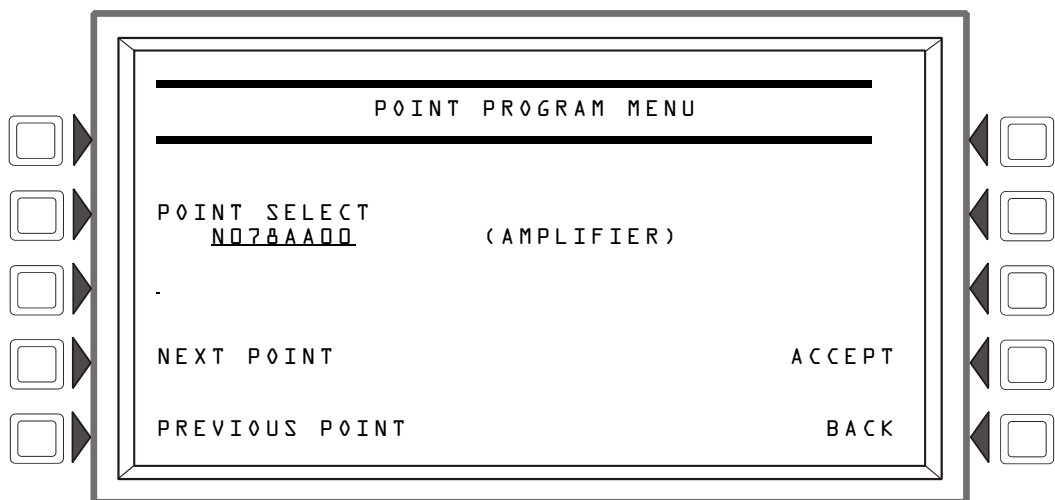 POINT PROGRAM MENU
POINT SELECT
N078AA00 (AMPLIFIER)
NEXT POINT ACCEPT
PREVIOUS POINT BACK